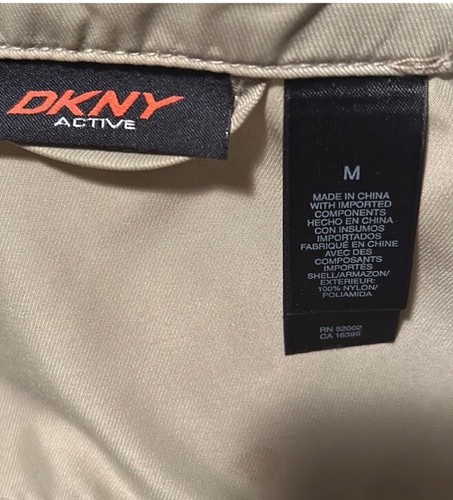 DKNY
ACTIVE
M
MADE IN CHINA
WITH IMPORTED
COMPONENTS
HECHO EN CHINA
CON INSUMOS
IMPORTADOS
FABRIQUÉ EN CHINE
AVEC DES
COMPOSANTS
IMPORTÉS
SHELL/ARMAZON/
EXTERIEUR:
100% NYLON/
POLIAMIDA
RN 52002
CA 16396